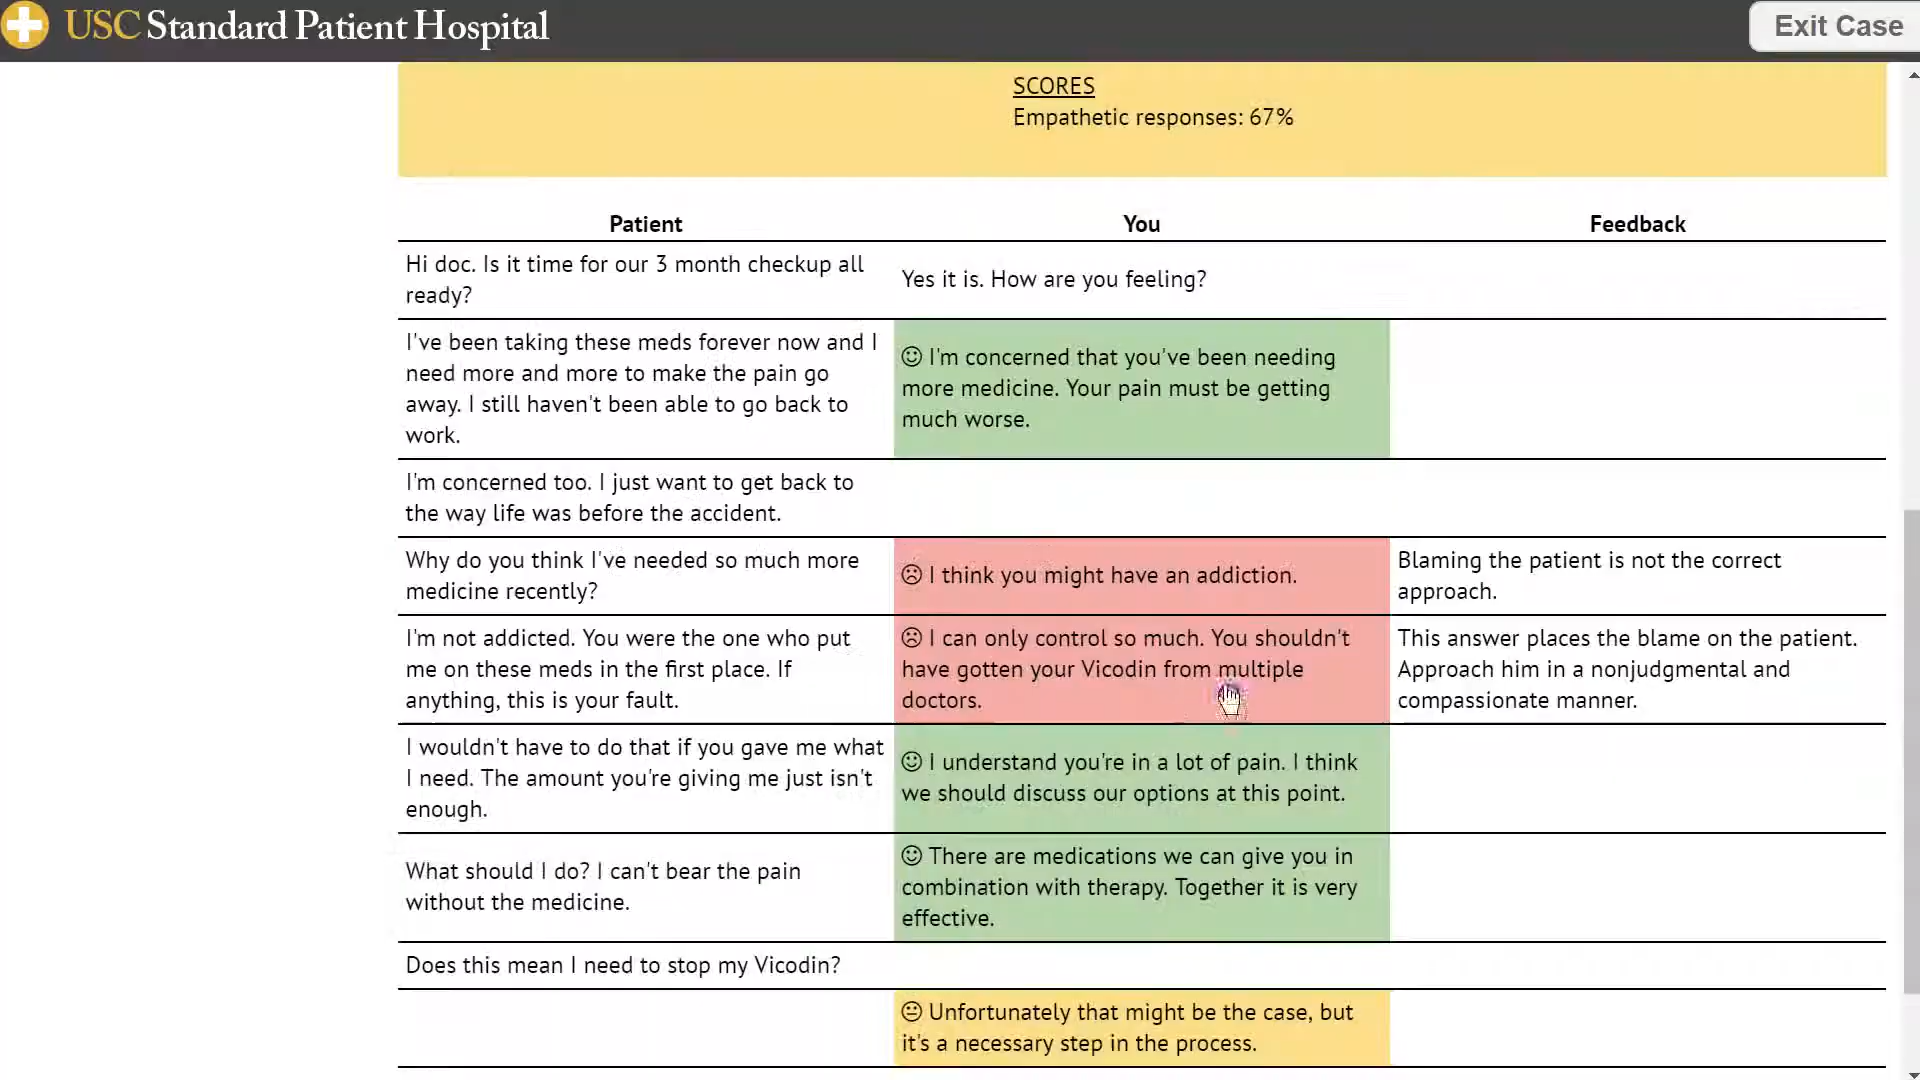 USC Standard Patient Hospital
Exit Case
SCORES
Empathetic responses: 67%
Patient
You
Feedback
Hi doc. Is it time for our 3 month checkup all
ready?
Yes it is. How are you feeling?
I've been taking these meds forever now and I
need more and more to make the pain go
away. I still haven't been able to go back to
work.
I'm concerned that you've been needing
more medicine. Your pain must be getting
much worse.
I'm concerned too. I just want to get back to
the way life was before the accident.
Why do you think I've needed so much more
medicine recently?
I think you might have an addiction.
Blaming the patient is not the correct
approach.
I'm not addicted. You were the one who put
me on these meds in the first place. If
anything, this is your fault.
I can only control so much. You shouldn't
have gotten your Vicodin from multiple
doctors.
This answer places the blame on the patient.
Approach him in a nonjudgmental and
compassionate manner.
I wouldn't have to do that if you gave me what
I need. The amount you're giving me just isn't
enough.
I understand you're in a lot of pain. I think
we should discuss our options at this point.
What should I do? I can't bear the pain
without the medicine.
There are medications we can give you in
combination with therapy. Together it is very
effective.
Does this mean I need to stop my Vicodin?
Unfortunately that might be the case, but
it's a necessary step in the process.